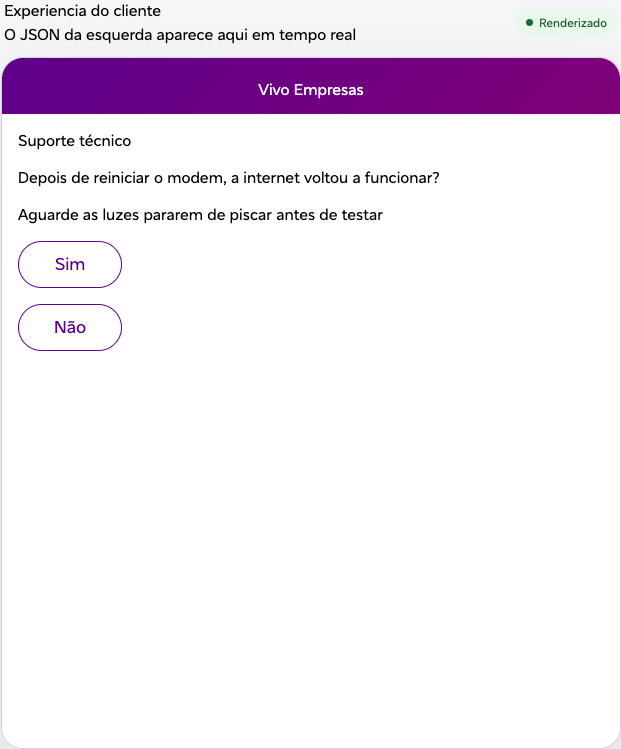 Experiencia do cliente
O JSON da esquerda aparece aqui em tempo real
Renderizado
Vivo Empresas
Suporte técnico
Depois de reiniciar o modem, a internet voltou a funcionar?
Aguarde as luzes pararem de piscar antes de testar
Sim
Não